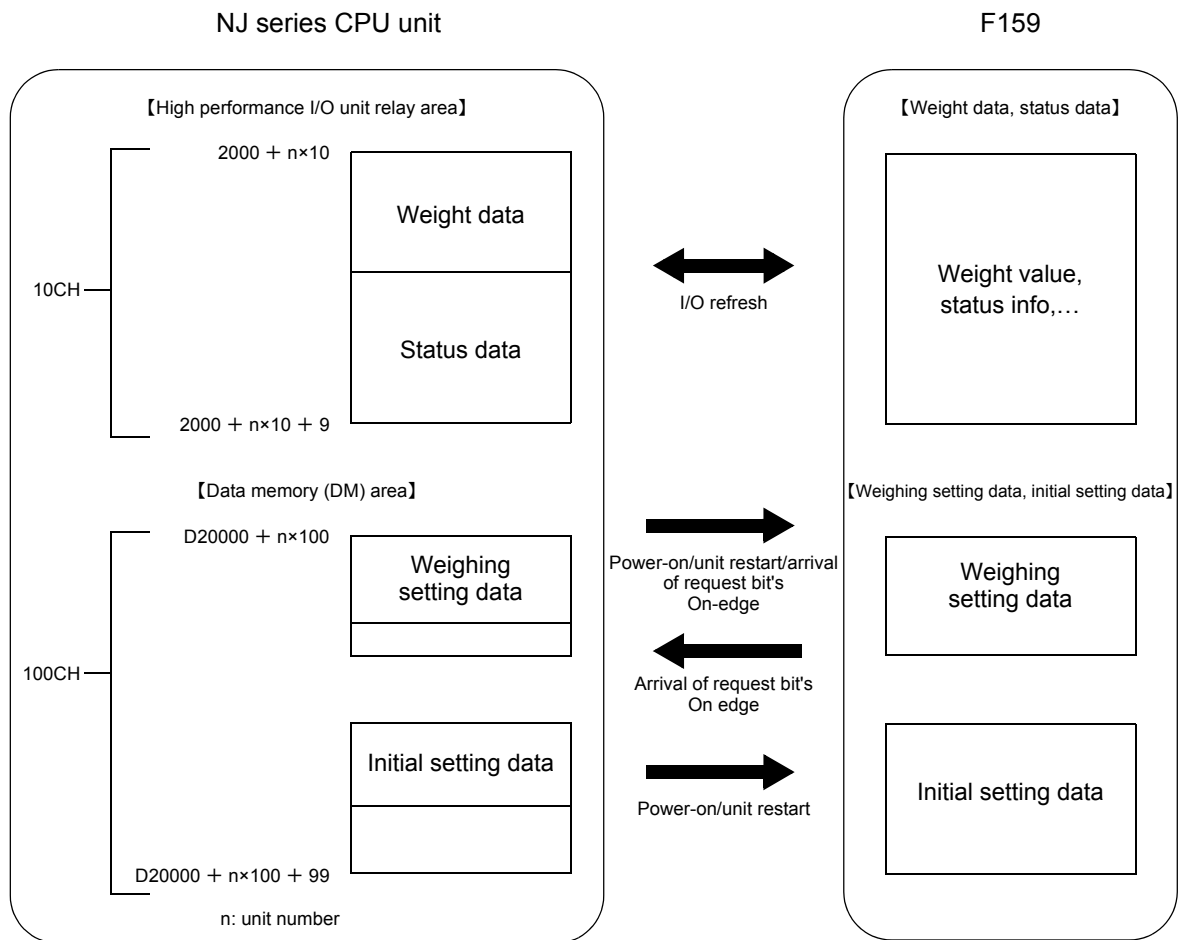 NJ series CPU unit
F159
【High performance I/O unit relay area】
2000 + n×10
Weight data
10CH
Status data
2000 + n×10 + 9
I/O refresh
【Weight data, status data】
Weight value,
status info,…
【Data memory (DM) area】
D20000 + n×100
Weighing
setting data
100CH
Initial setting data
D20000 + n×100 + 99
n: unit number
Power-on/unit restart/arrival
of request bit's
On-edge
Arrival of request bit's
On edge
Power-on/unit restart
【Weighing setting data, initial setting data】
Weighing
setting data
Initial setting data